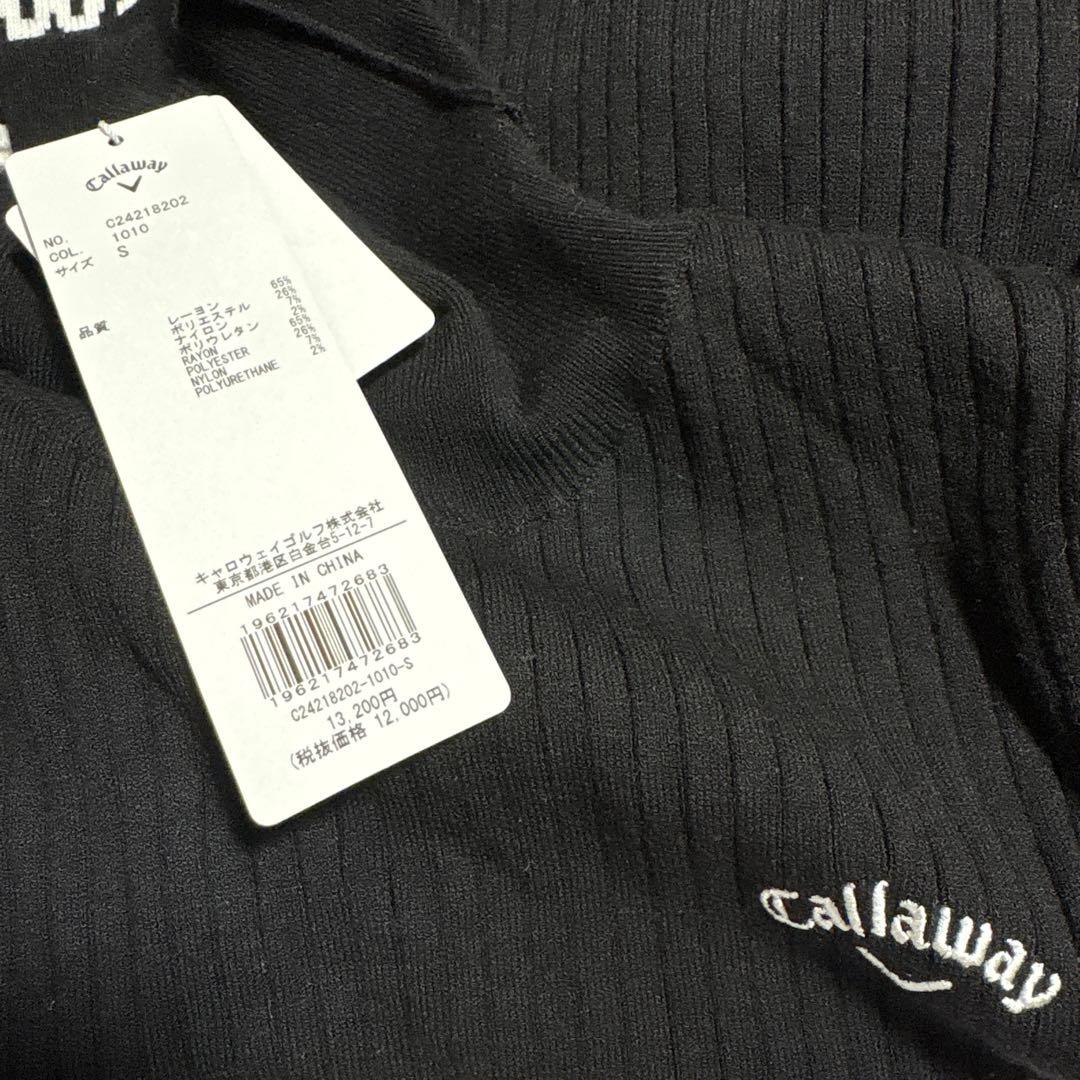 Callaway
NO. C24218202
COL. 1010
サイズ S
品質 レーヨン 65%
ポリエステル 26%
ナイロン 7%
ポリウレタン 2%
RAYON 65%
POLYESTER 26%
NYLON 7%
POLYURETHANE 2%
キャロウェイゴルフ株式会社
東京都港区白金台5-12-7
MADE IN CHINA
196217472683
196217472683
C24218202-1010-S
13,200円
(税抜価格 12,000円)
Callaway